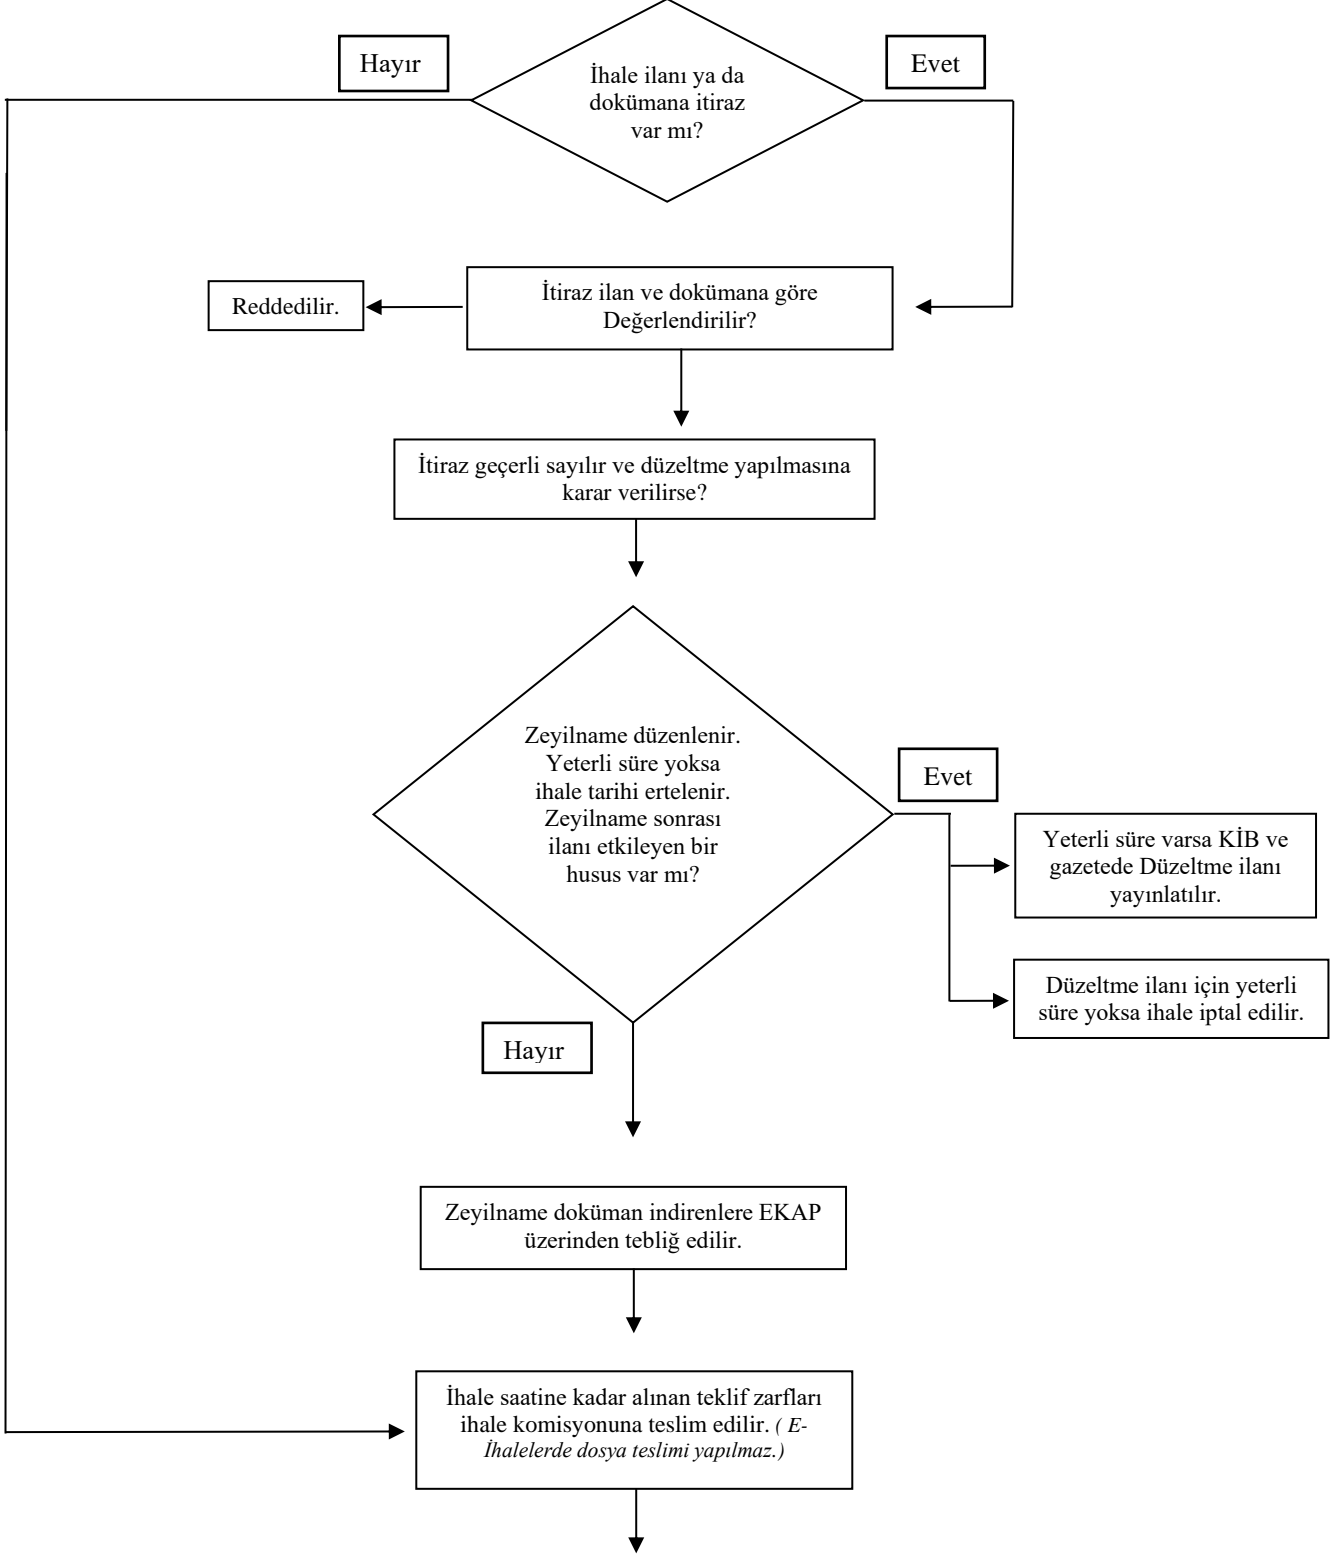 Hayır
Evet
İhale ilanı ya da
dokümana itiraz
var mı?
Reddedilir.
İtiraz ilan ve dokümana göre
Değerlendirilir?
İtiraz geçerli sayılır ve düzeltme yapılmasına
karar verilirse?
Zeyilname düzenlenir.
Yeterli süre yoksa
ihale tarihi ertelenir.
Zeyilname sonrası
ilanı etkileyen bir
husus var mı?
Evet
Yeterli süre varsa KİB ve
gazetede Düzeltme ilanı
yayınlatılır.
Düzeltme ilanı için yeterli
süre yoksa ihale iptal edilir.
Hayır
Zeyilname doküman indirenlere EKAP
üzerinden tebliğ edilir.
İhale saatine kadar alınan teklif zarfları
ihale komisyonuna teslim edilir. ( E-
İhalelerde dosya teslimi yapılmaz.)